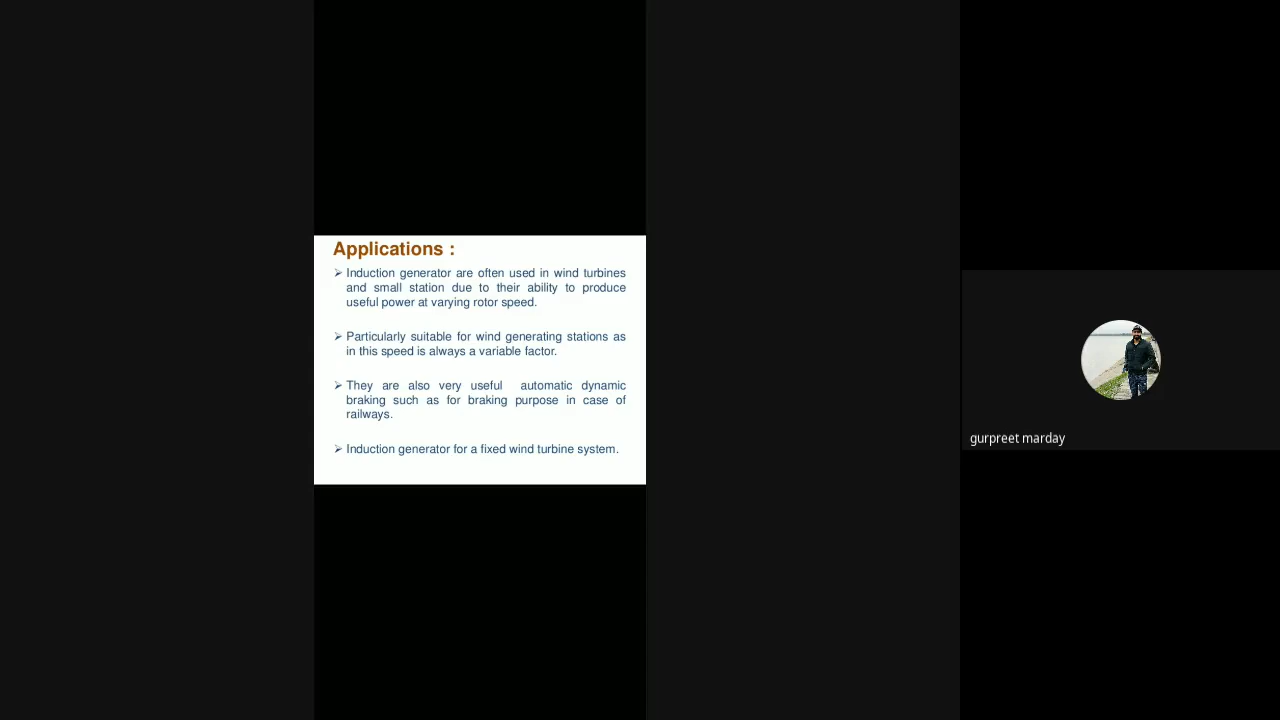 Applications :
➢ Induction generator are often used in wind turbines
and small station due to their ability to produce
useful power at varying rotor speed.
➢ Particularly suitable for wind generating stations as
in this speed is always a variable factor.
➢ They are also very useful automatic dynamic
braking such as for braking purpose in case of
railways.
➢ Induction generator for a fixed wind turbine system.
gurpreet marday